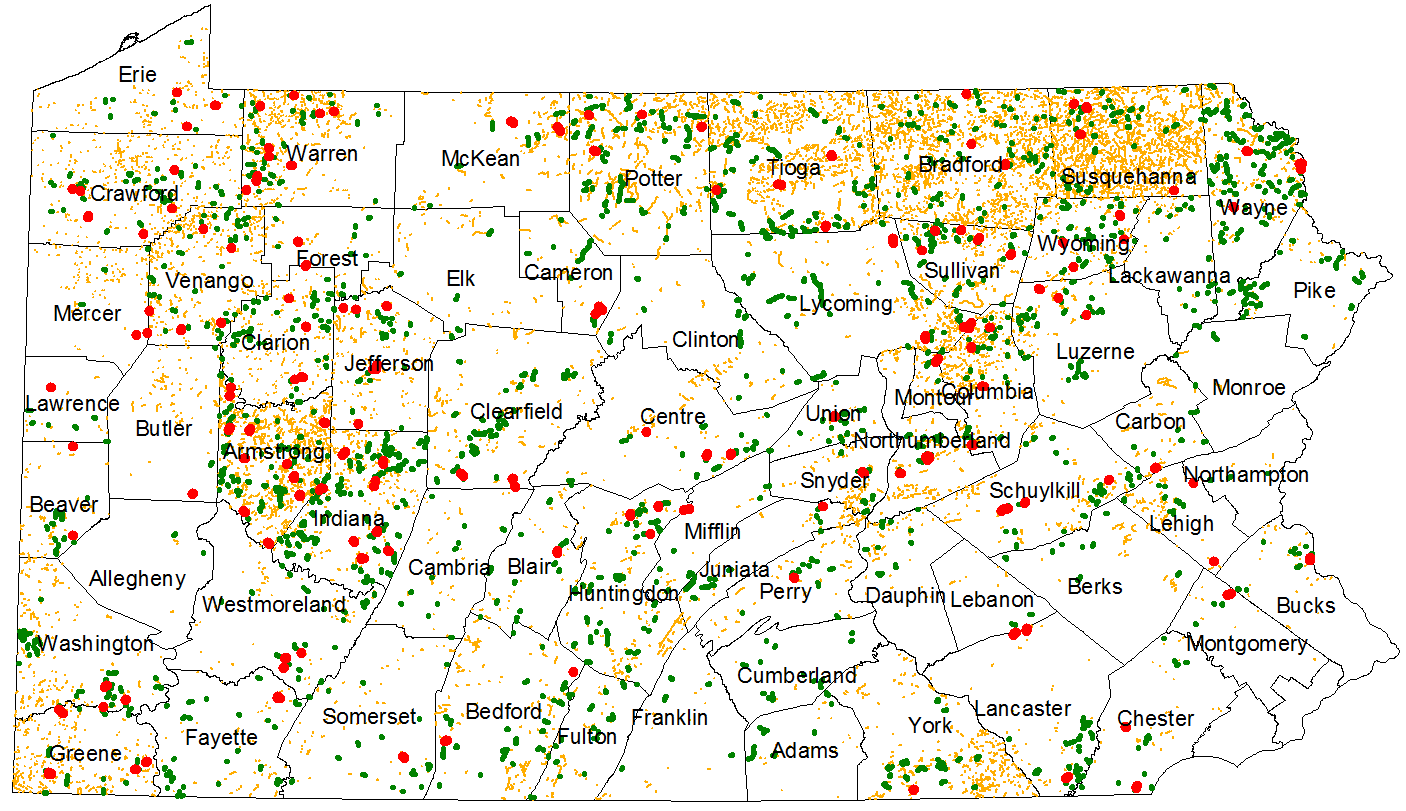 Erie
Warren
McKean
Potter
Tioga
Bradford
Susquehanna
Wayne
Crawford
Wyoming
Forest
Venango
Elk
Cameron
Sullivan
Lackawanna
Pike
Mercer
Lycoming
Clarion
Clinton
Luzerne
Jefferson
Monroe
Lawrence
Montour
Columbia
Butler
Clearfield
Centre
Union
Carbon
Armstrong
Northumberland
Snyder
Northampton
Beaver
Indiana
Schuylkill
Lehigh
Mifflin
Allegheny
Cambria
Blair
Juniata
Huntingdon
Perry
Dauphin
Lebanon
Berks
Bucks
Westmoreland
Washington
Montgomery
Cumberland
Somerset
Bedford
Franklin
Lancaster
Chester
Fayette
Fulton
York
Greene
Adams